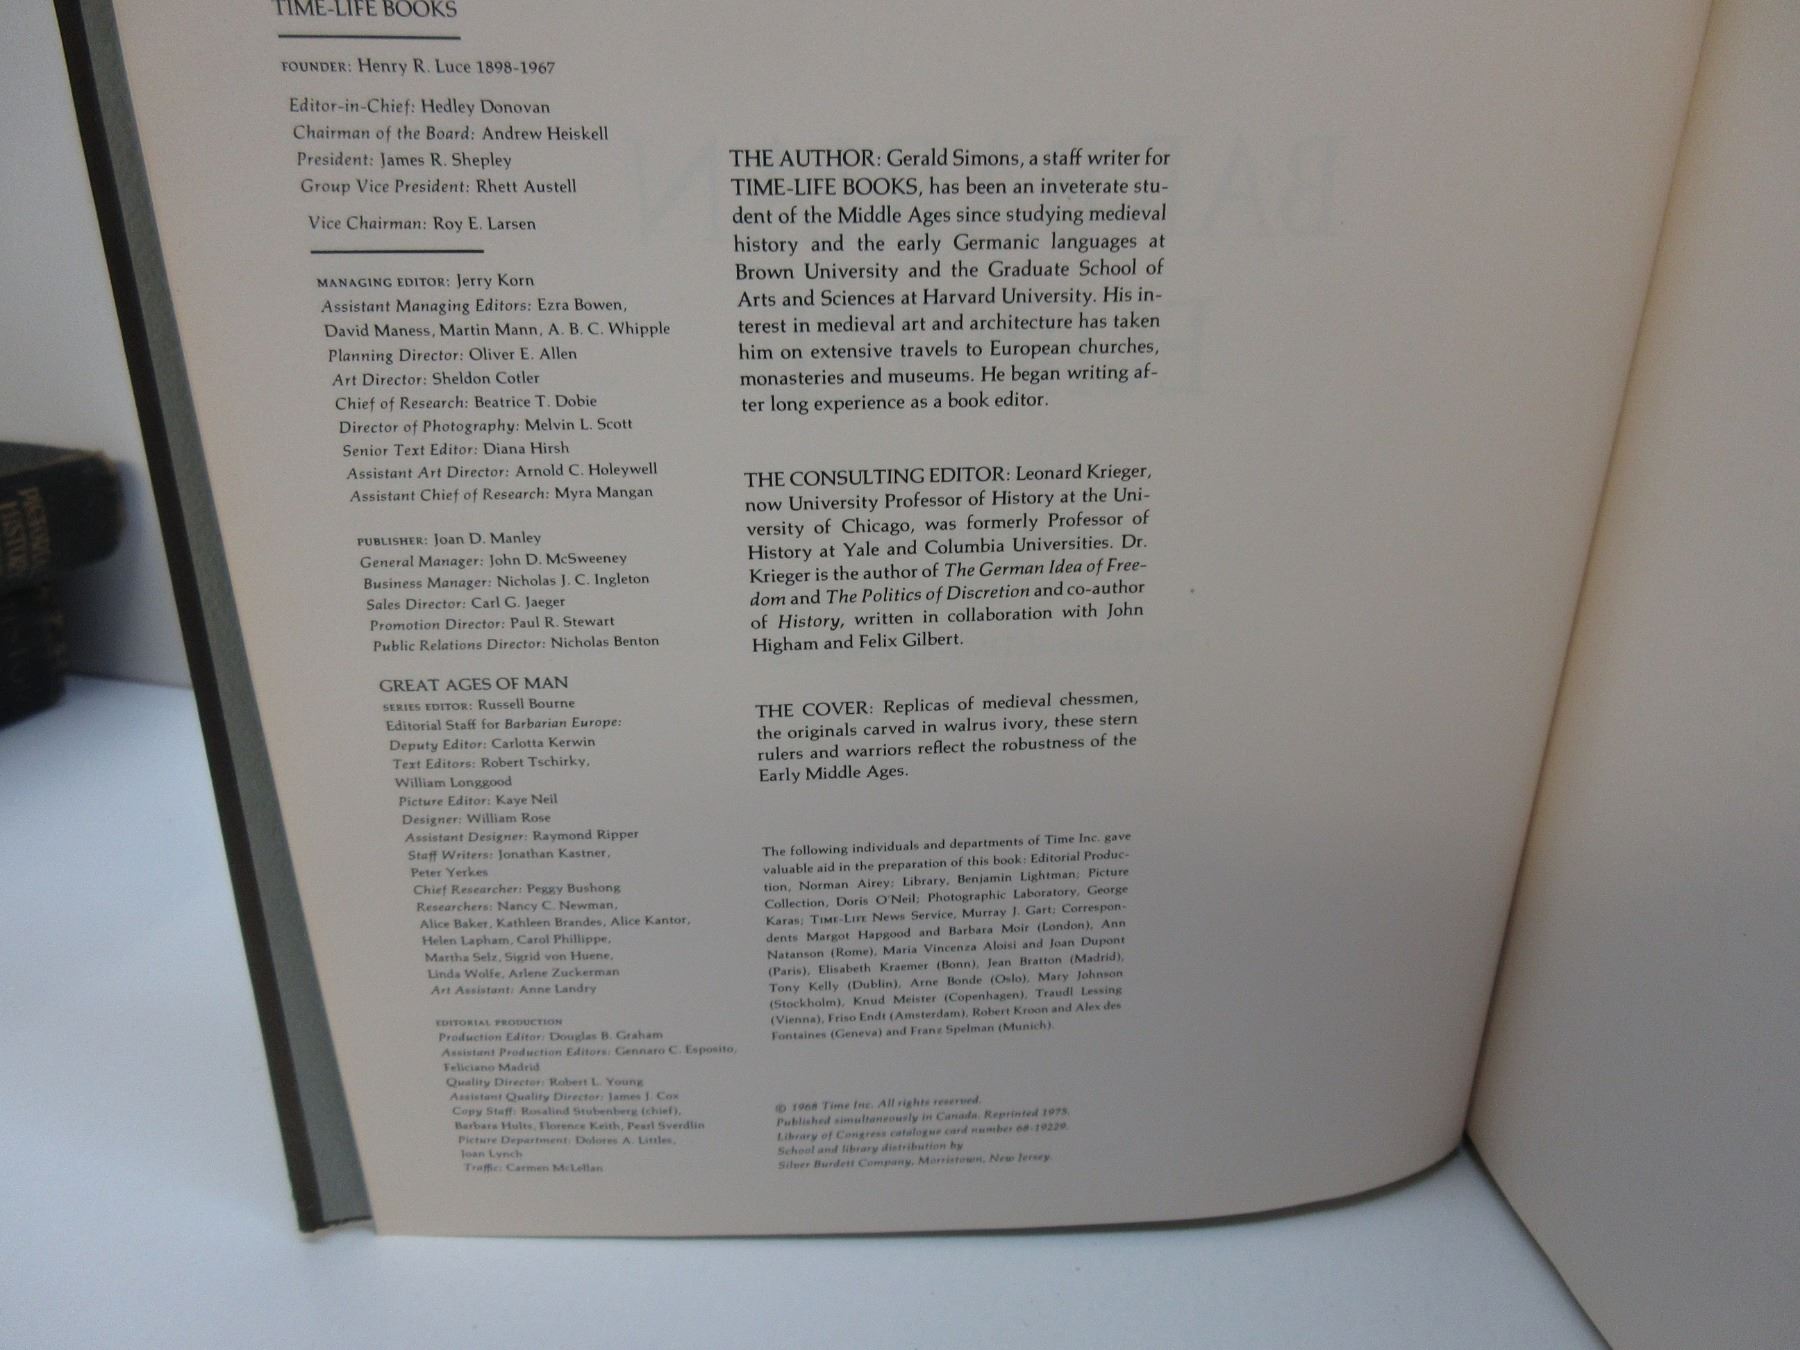 TIME-LIFE BOOKS
FOUNDER: Henry R. Luce 1898-1967
Editor-in-Chief: Hedley Donovan
Chairman of the Board: Andrew Heiskell
President: James R. Shepley
Group Vice President: Rhett Austell
Vice Chairman: Roy E. Larsen
MANAGING EDITOR: Jerry Korn
Assistant Managing Editors: Ezra Bowen,
David Maness, Martin Mann, A. B. C. Whipple
Planning Director: Oliver E. Allen
Art Director: Sheldon Cotler
Chief of Research: Beatrice T. Dobie
Director of Photography: Melvin L. Scott
Senior Text Editor: Diana Hirsh
Assistant Art Director: Arnold C. Holeywell
Assistant Chief of Research: Myra Mangan
PUBLISHER: Joan D. Manley
General Manager: John D. McSweeney
Business Manager: Nicholas J. C. Ingleton
Sales Director: Carl G. Jaeger
Promotion Director: Paul R. Stewart
Public Relations Director: Nicholas Benton
GREAT AGES OF MAN
SERIES EDITOR: Russell Bourne
Editorial Staff for Barbarian Europe:
Deputy Editor: Carlotta Kerwin
Text Editors: Robert Tschirky,
William Longgood
Picture Editor: Kaye Neil
Designer: William Rose
Assistant Designer: Raymond Ripper
Staff Writers: Jonathan Kastner,
Peter Yerkes
Chief Researcher: Peggy Bushong
Researchers: Nancy C. Newman,
Alice Baker, Kathleen Brandes, Alice Kantor,
Helen Lapham, Carol Phillippe,
Martha Selz, Sigrid von Huene,
Linda Wolfe, Arlene Zuckerman
Art Assistant: Anne Landry
EDITORIAL PRODUCTION
Production Editor: Douglas B. Graham
Assistant Production Editors: Gennaro C. Esposito,
Feliciano Madrid
Quality Director: Robert L. Young
Assistant Quality Director: James J. Cox
Copy Staff: Rosalind Stubenberg (chief),
Barbara Hults, Florence Keith, Pearl Sverdlin
Picture Department: Dolores A. Littles,
Joan Lynch
Traffic: Carmen McLellan
THE AUTHOR: Gerald Simons, a staff writer for
TIME-LIFE BOOKS, has been an inveterate stu-
dent of the Middle Ages since studying medieval
history and the early Germanic languages at
Brown University and the Graduate School of
Arts and Sciences at Harvard University. His in-
terest in medieval art and architecture has taken
him on extensive travels to European churches,
monasteries and museums. He began writing af-
ter long experience as a book editor.
THE CONSULTING EDITOR: Leonard Krieger,
now University Professor of History at the Uni-
versity of Chicago, was formerly Professor of
History at Yale and Columbia Universities. Dr.
Krieger is the author of The German Idea of Free-
dom and The Politics of Discretion and co-author
of History, written in collaboration with John
Higham and Felix Gilbert.
THE COVER: Replicas of medieval chessmen,
the originals carved in walrus ivory, these stern
rulers and warriors reflect the robustness of the
Early Middle Ages.
The following individuals and departments of Time Inc. gave
valuable aid in the preparation of this book: Editorial Produc-
tion, Norman Airey; Library, Benjamin Lightman; Picture
Collection, Doris O'Neil; Photographic Laboratory, George
Karas; TIME-LIFE News Service, Murray J. Gart; Correspon-
dents Margot Hapgood and Barbara Moir (London), Ann
Natanson (Rome), Maria Vincenza Aloisi and Joan Dupont
(Paris), Elisabeth Kraemer (Bonn), Jean Bratton (Madrid),
Tony Kelly (Dublin), Arne Bonde (Oslo), Mary Johnson
(Stockholm), Knud Meister (Copenhagen), Traudl Lessing
(Vienna), Friso Endt (Amsterdam), Robert Kroon and Alex des
Fontaines (Geneva) and Franz Spelman (Munich).
© 1968 Time Inc. All rights reserved.
Published simultaneously in Canada. Reprinted 1975.
Library of Congress catalogue card number 68-19229.
School and library distribution by
Silver Burdett Company, Morristown, New Jersey.